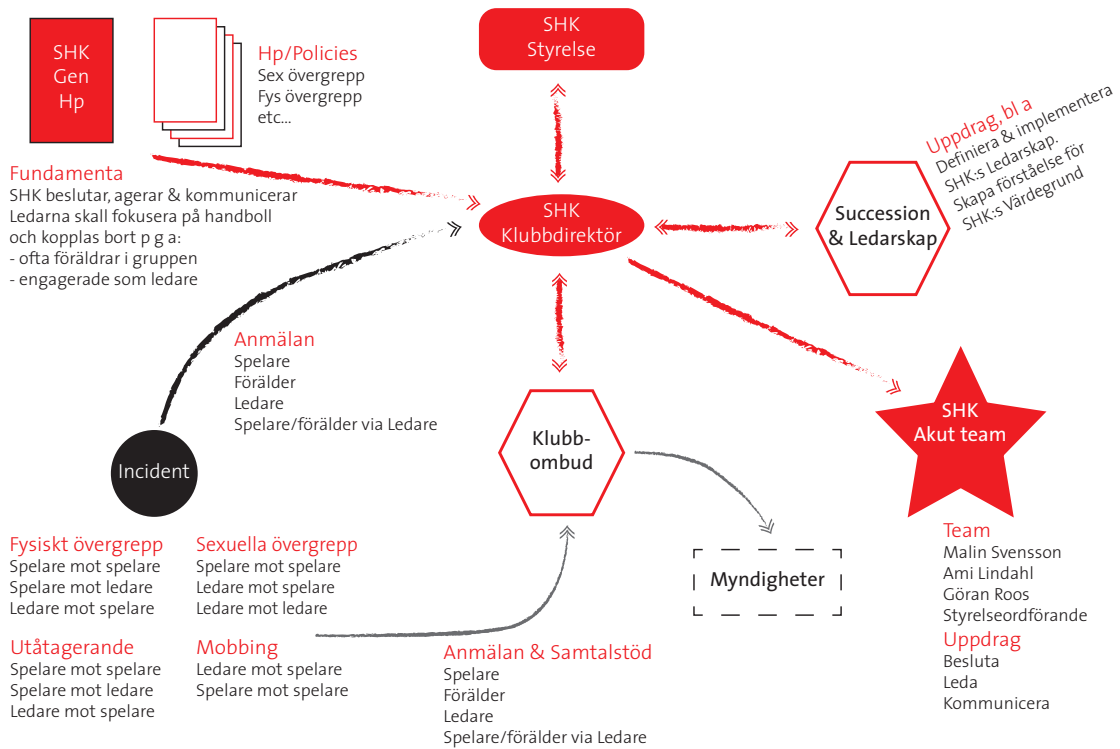 SHK
Gen
Hp
Hp/Policies
Sex övergrepp
Fys övergrepp
etc...
SHK
Styrelse
Uppdrag, bl a
Definiera & implementera
SHK:s Ledarskap.
Skapa förståelse för
SHK:s Värdegrund
Fundamenta
SHK beslutar, agerar & kommunicerar
Ledarna skall fokusera på handboll
och kopplas bort p g a:
- ofta föräldrar i gruppen
- engagerade som ledare
SHK
Klubbdirektör
Succession
& Ledarskap
Anmälan
Spelare
Förälder
Ledare
Spelare/förälder via Ledare
Incident
Klubb-
ombud
SHK
Akut team
Myndigheter
Fysiskt övergrepp
Spelare mot spelare
Spelare mot ledare
Ledare mot spelare
Sexuella övergrepp
Spelare mot spelare
Ledare mot spelare
Ledare mot ledare
Utåtagerande
Spelare mot spelare
Spelare mot ledare
Ledare mot spelare
Mobbing
Ledare mot spelare
Spelare mot spelare
Anmälan & Samtalstöd
Spelare
Förälder
Ledare
Spelare/förälder via Ledare
Team
Malin Svensson
Ami Lindahl
Göran Roos
Styrelseordförande
Uppdrag
Besluta
Leda
Kommunicera